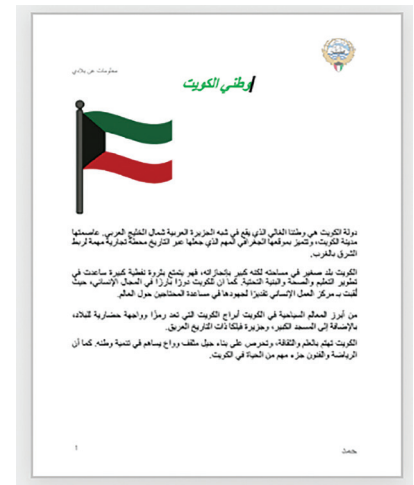 معلومات عن بلادي
وطني الكويت
دولة الكويت هي وطننا الغالي الذي يقع في شبه الجزيرة العربية شمال الخليج العربي. عاصمتها
مدينة الكويت، وتتميز بموقعها الجغرافي المهم الذي جعلها عبر التاريخ محطة تجارية مهمة لربط
الشرق بالغرب.
الكويت بلد صغير في مساحته لكنه كبير بإنجازاته، فهو يتمتع بثروة نفطية كبيرة ساعدت في
تطوير التعليم والصحة والبنية التحتية. كما أن للكويت دورًا بارزًا في المجال الإنساني، حيث
لُقبت بـ مركز العمل الإنساني تقديرًا لجهودها في مساعدة المحتاجين حول العالم.
من أبرز المعالم السياحية في الكويت أبراج الكويت التي تعد رمزًا وواجهة حضارية للبلاد،
بالإضافة إلى المسجد الكبير، وجزيرة فيلكا ذات التاريخ العريق.
الكويت تهتم بالعلم والثقافة، وتحرص على بناء جيل مثقف وواع يساهم في تنمية وطنه. كما أن
الرياضة والفنون جزء مهم من الحياة في الكويت.
حمد
١